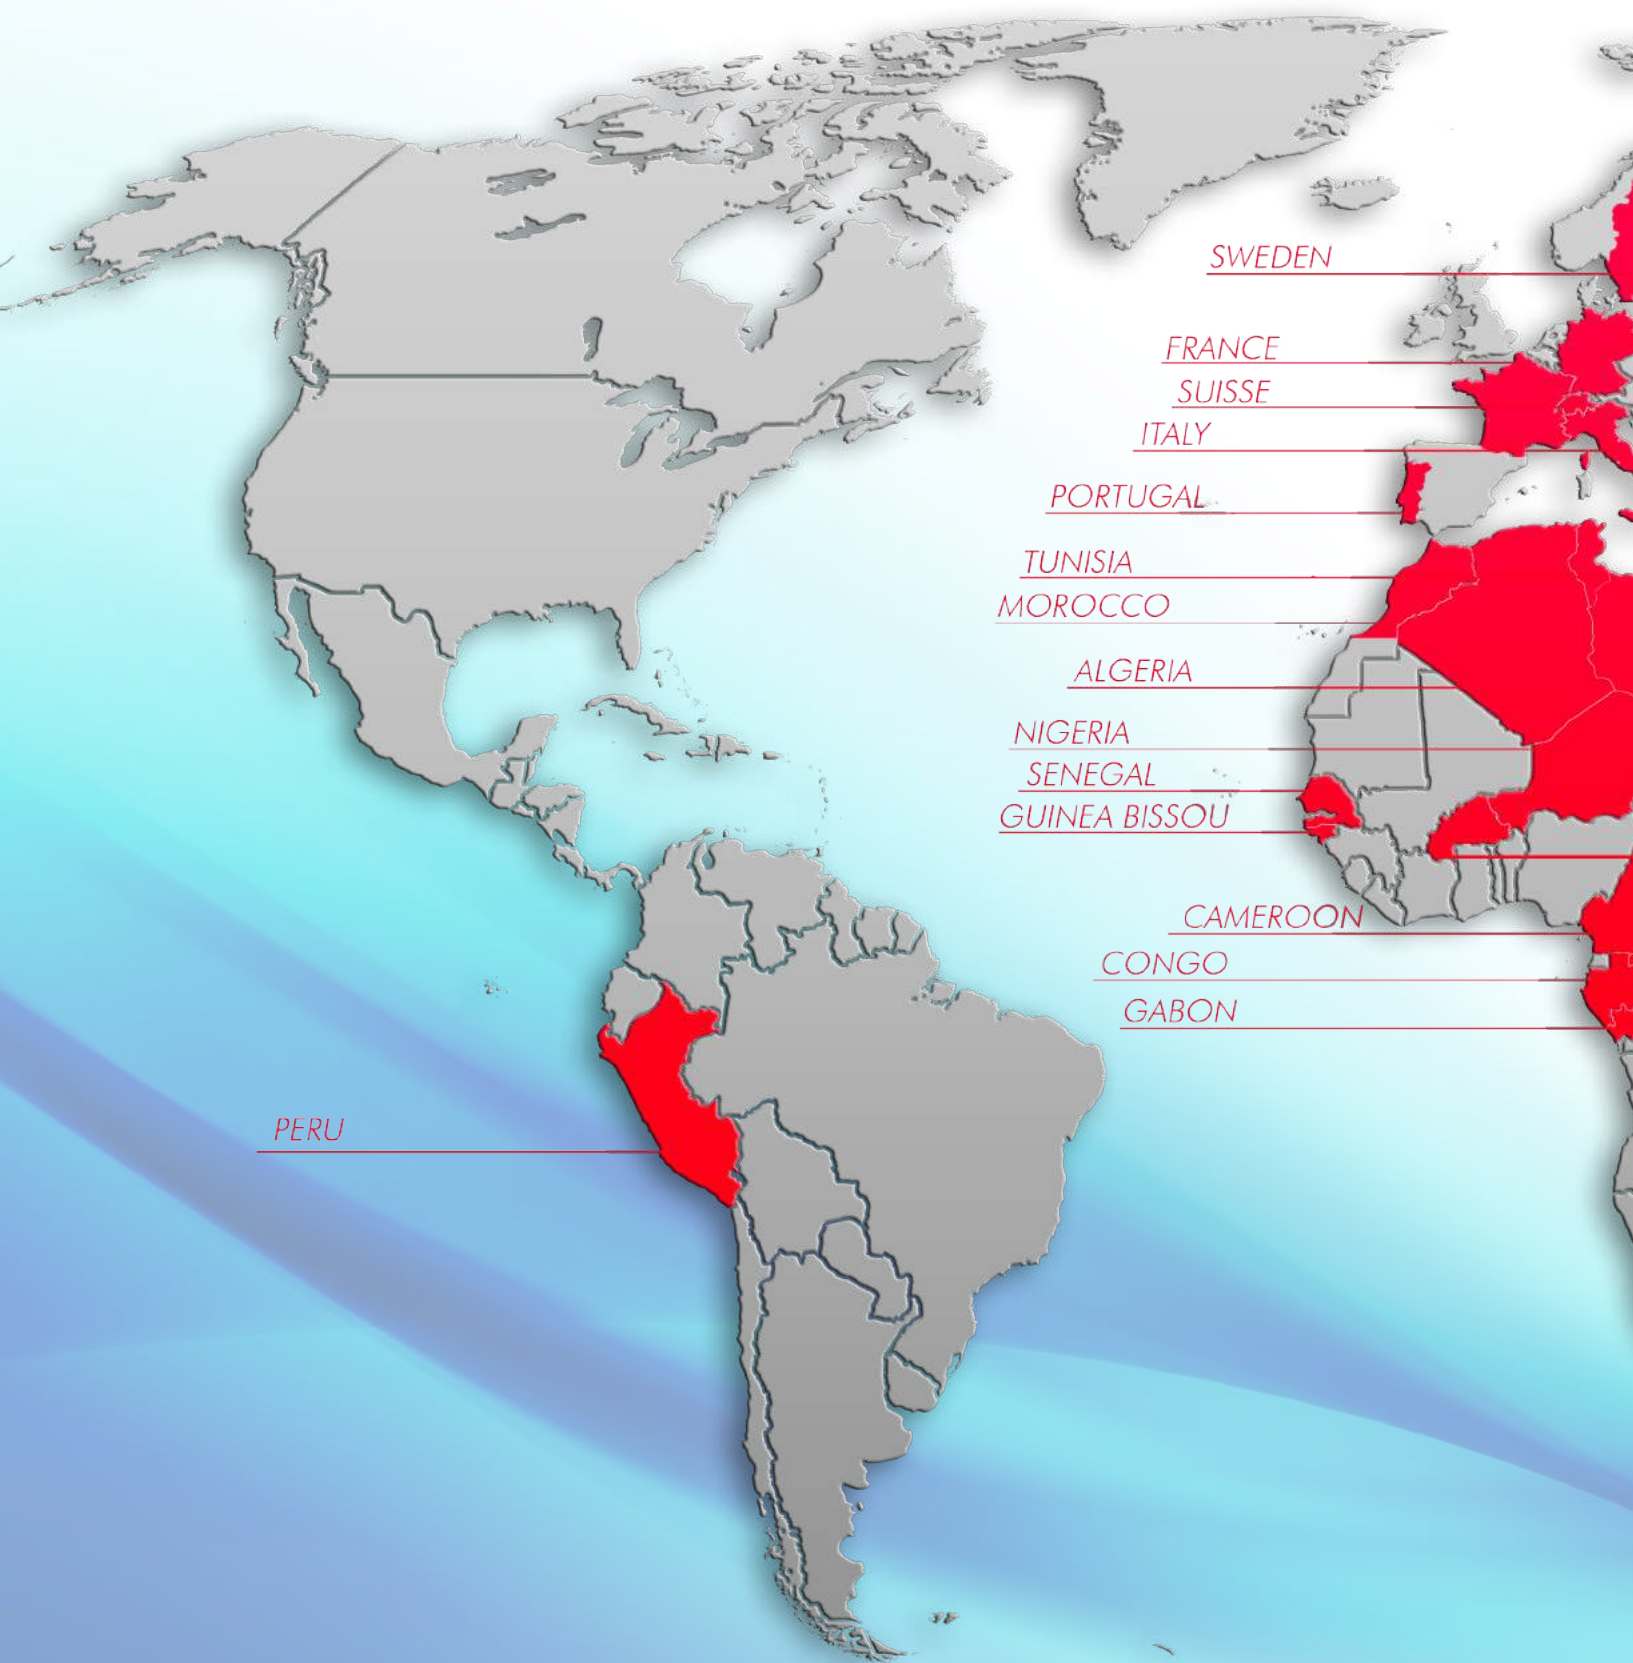 SWEDEN
FRANCE
SUISSE
ITALY
PORTUGAL
TUNISIA
MOROCCO
ALGERIA
NIGERIA
SENEGAL
GUINEA BISSOU
CAMEROON
CONGO
GABON
PERU